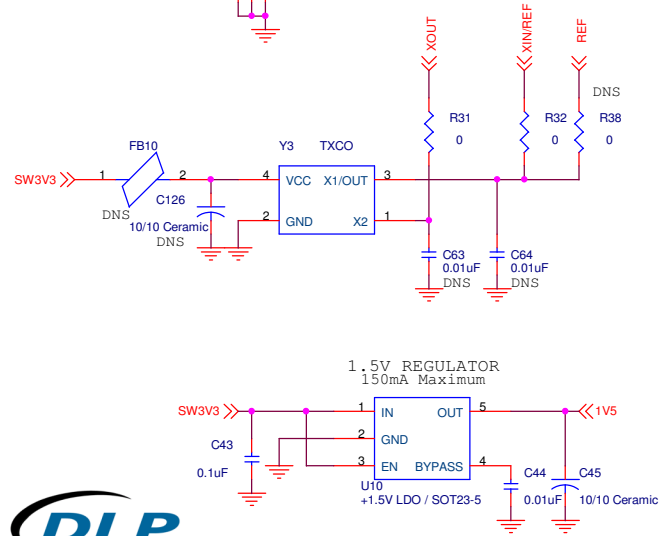 XOUT
XIN/REF
REF
DNS
R31
0
R32
0
R38
0
FB10
Y3 TXCO
SW3V3
1
2
4
VCC X1/OUT
3
DNS
C126
10/10 Ceramic
DNS
2
GND
X2
1
C63
0.01uF
DNS
C64
0.01uF
DNS
1.5V REGULATOR
150mA Maximum
SW3V3
1
IN
OUT
5
1V5
2
GND
C43
0.1uF
3
EN
BYPASS
4
U10
+1.5V LDO / SOT23-5
C44
0.01uF
C45
10/10 Ceramic
DLP